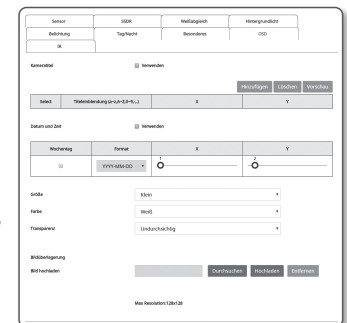 Sensor SSDR Weißabgleich Hintergrundlicht
Belichtung Tag/Nacht Besonderes OSD
IR
Kameratitel Verwenden
Hinzufügen Löschen Vorschau
Select Titeleinblendung (a~z,A~Z,0~9,-,.) X Y
Datum und Zeit Verwenden
Wochentag Format X Y
YYYY-MM-DD 1 2
Größe Klein
Farbe Weiß
Transparenz Undurchsichtig
Bildüberlagerung
Bild hochladen Durchsuchen Hochladen Entfernen
Max Resolution:128x128